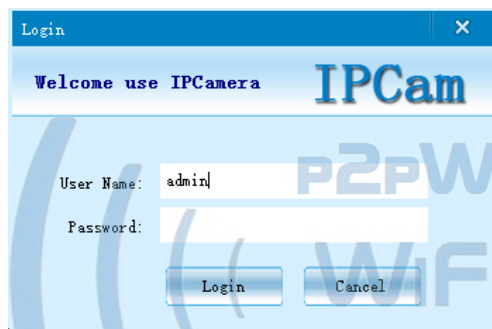 Login
Welcome use IPCamera IPCam
P2PW
User Name: admin
Password:
WiF
Login Cancel